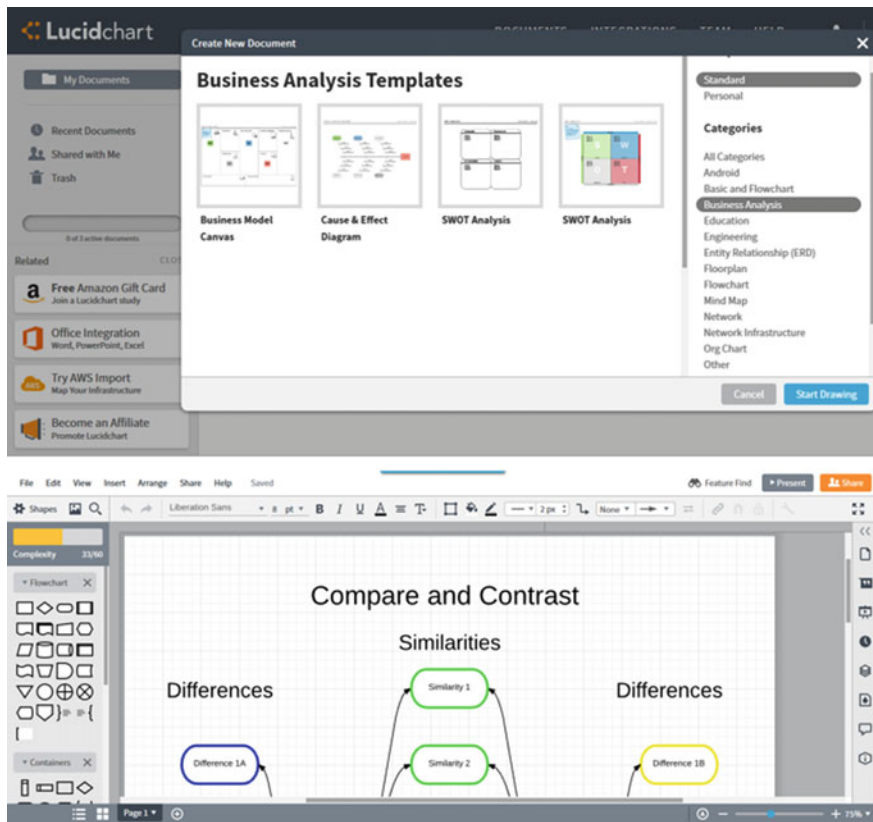 Lucidchart
DOCUMENTS INTEGRATIONS TEAM HELP
Create New Document
My Documents
Recent Documents
Shared with Me
Trash
0 of 3 active documents
Related
Free Amazon Gift Card
Join a Lucidchart study
Office Integration
Word, PowerPoint, Excel
AWS
Try AWS Import
Map Your Infrastructure
Become an Affiliate
Promote Lucidchart
Business Analysis Templates
Business Model
Canvas
Cause & Effect
Diagram
SWOT Analysis
SWOT Analysis
S W
O T
Standard
Personal
Categories
All Categories
Android
Basic and Flowchart
Business Analysis
Education
Engineering
Entity Relationship (ERD)
Floorplan
Flowchart
Mind Map
Network
Network Infrastructure
Org Chart
Other
Cancel
Start Drawing
File Edit View Insert Arrange Share Help Saved
Feature Find
Present
Share
Shapes
Liberation Sans 8 pt B I U A T 2 px None
Complexity 33/60
Flowchart
Containers
Compare and Contrast
Similarities
Differences
Differences
Similarity 1
Difference 1A
Similarity 2
Difference 1B
Page 1
75%